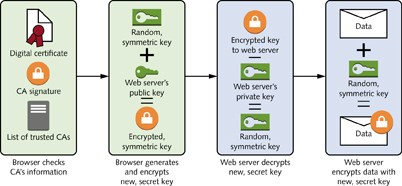 Digital certificate
CA signature
List of trusted CAs
Browser checks
CA's information
Random,
symmetric key
+
Web server's
public key
=
Encrypted,
symmetric key
Browser generates
and encrypts
new, secret key
Encrypted key
to web server
Web server's
private key
=
Random,
symmetric key
Web server decrypts
new, secret key
Data
+
Random,
symmetric key
=
Data
Web server
encrypts data with
new, secret key